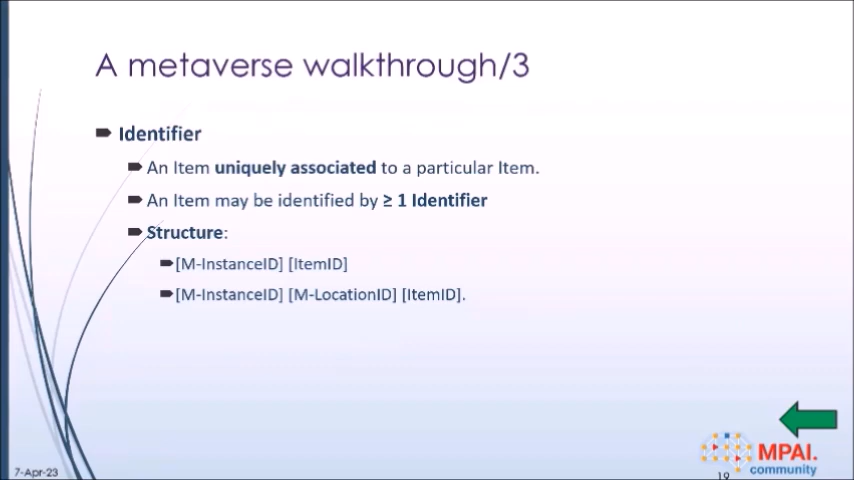 A metaverse walkthrough/3
Identifier
An Item uniquely associated to a particular Item.
An Item may be identified by ≥ 1 Identifier
Structure:
[M-InstanceID] [ItemID]
[M-InstanceID] [M-LocationID] [ItemID].
MPAI.
community
7-Apr-23
19